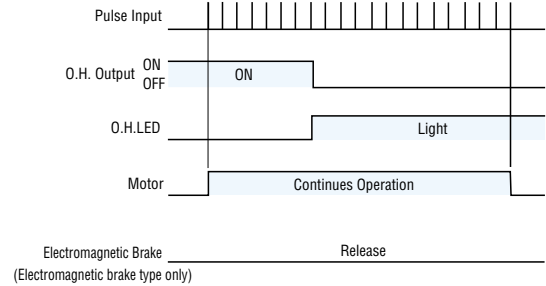 Pulse Input
O.H. Output
ON
OFF
ON
O.H.LED
Light
Motor
Continues Operation
Electromagnetic Brake
(Electromagnetic brake type only)
Release